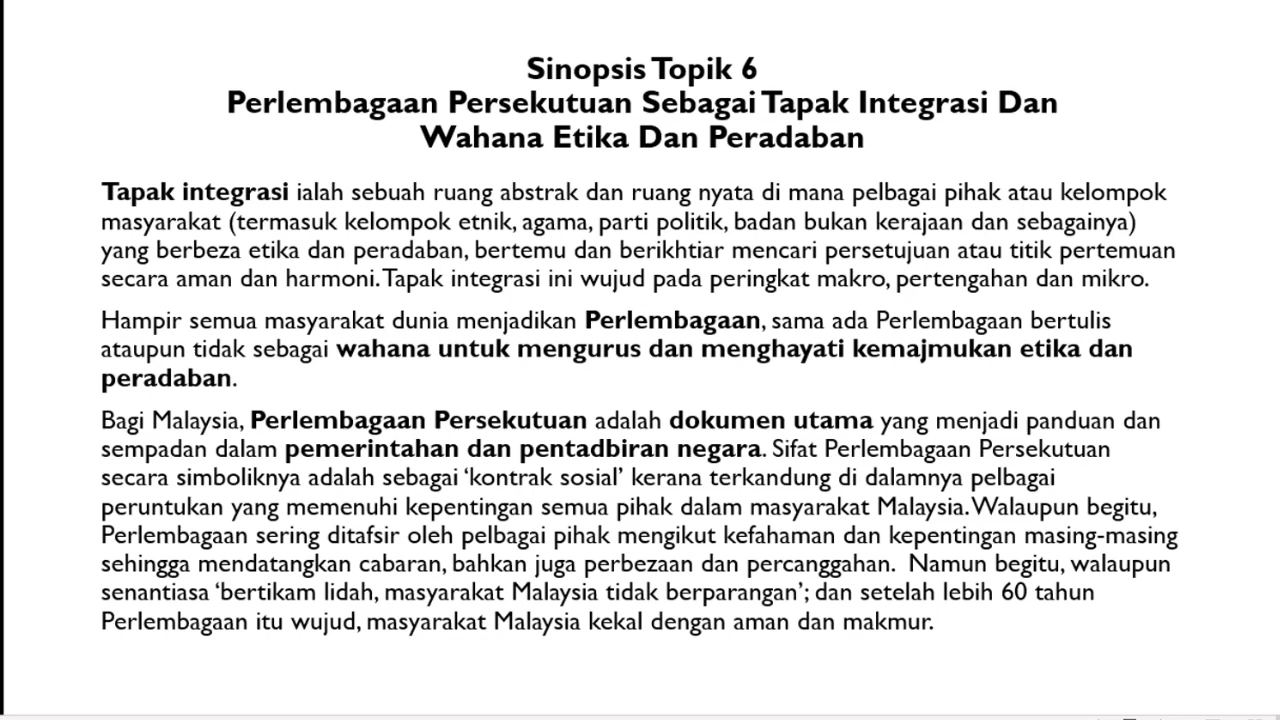 Sinopsis Topik 6
Perlembagaan Persekutuan Sebagai Tapak Integrasi Dan
Wahana Etika Dan Peradaban
Tapak integrasi ialah sebuah ruang abstrak dan ruang nyata di mana pelbagai pihak atau kelompok
masyarakat (termasuk kelompok etnik, agama, parti politik, badan bukan kerajaan dan sebagainya)
yang berbeza etika dan peradaban, bertemu dan berikhtiar mencari persetujuan atau titik pertemuan
secara aman dan harmoni. Tapak integrasi ini wujud pada peringkat makro, pertengahan dan mikro.
Hampir semua masyarakat dunia menjadikan Perlembagaan, sama ada Perlembagaan bertulis
ataupun tidak sebagai wahana untuk mengurus dan menghayati kemajmukan etika dan
peradaban.
Bagi Malaysia, Perlembagaan Persekutuan adalah dokumen utama yang menjadi panduan dan
sempadan dalam pemerintahan dan pentadbiran negara. Sifat Perlembagaan Persekutuan
secara simboliknya adalah sebagai ‘kontrak sosial’ kerana terkandung di dalamnya pelbagai
peruntukan yang memenuhi kepentingan semua pihak dalam masyarakat Malaysia. Walaupun begitu,
Perlembagaan sering ditafsir oleh pelbagai pihak mengikut kefahaman dan kepentingan masing-masing
sehingga mendatangkan cabaran, bahkan juga perbezaan dan percanggahan. Namun begitu, walaupun
senantiasa ‘bertikam lidah, masyarakat Malaysia tidak berparangan’; dan setelah lebih 60 tahun
Perlembagaan itu wujud, masyarakat Malaysia kekal dengan aman dan makmur.